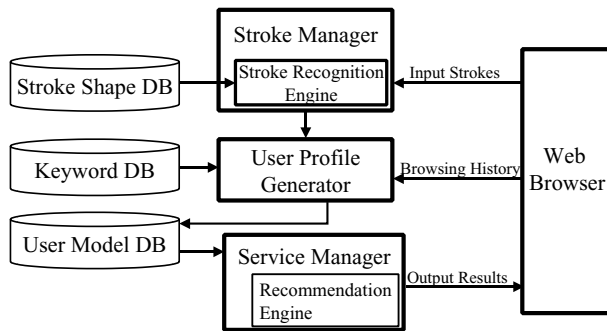 Stroke Manager
Stroke Shape DB
Stroke Recognition
Engine
Input Strokes
Keyword DB
User Profile
Generator
Browsing History
Web
Browser
User Model DB
Service Manager
Recommendation
Engine
Output Results